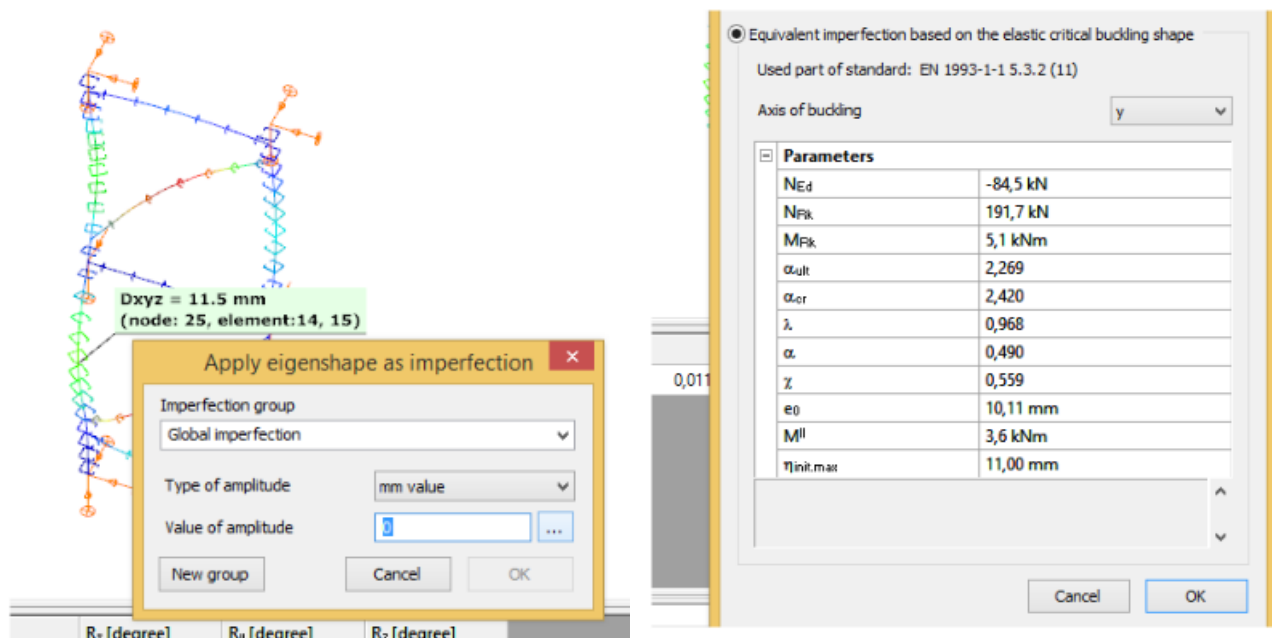 Dxyz = 11.5 mm
(node: 25, element:14, 15)
Apply eigenshape as imperfection
Imperfection group
Global imperfection
Type of amplitude
mm value
Value of amplitude
0
...
New group
Cancel
OK
Rx [degree]
Ry [degree]
Rz [degree]
Equivalent imperfection based on the elastic critical buckling shape
Used part of standard: EN 1993-1-1 5.3.2 (11)
Axis of buckling
y
Parameters
NEd -84,5 kN
NRk 191,7 kN
MRk 5,1 kNm
αult 2,269
αcr 2,420
λ 0,968
α 0,490
χ 0,559
e0 10,11 mm
MII 3,6 kNm
ηinit.max 11,00 mm
0,011
Cancel
OK